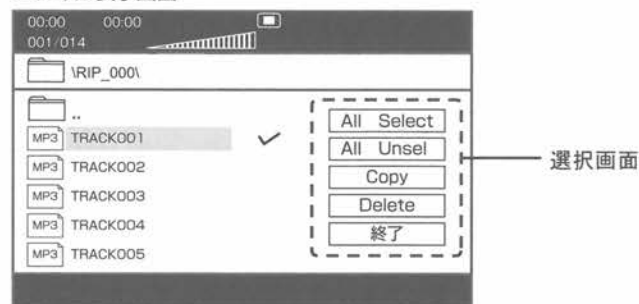 00:00 00:00
001/014
\RIP_000\
..
MP3 TRACK001
MP3 TRACK002
MP3 TRACK003
MP3 TRACK004
MP3 TRACK005
All Select
All Unsel
Copy
Delete
終了
選択画面